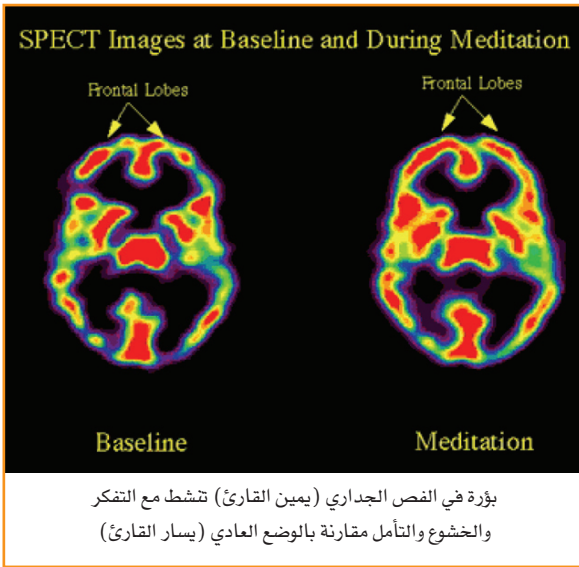 SPECT Images at Baseline and During Meditation
Frontal Lobes
Frontal Lobes
Baseline
Meditation
بؤرة في الفص الجداري (يمين القارئ) تنشط مع التفكر
والخشوع والتأمل مقارنة بالوضع العادي (يسار القارئ)